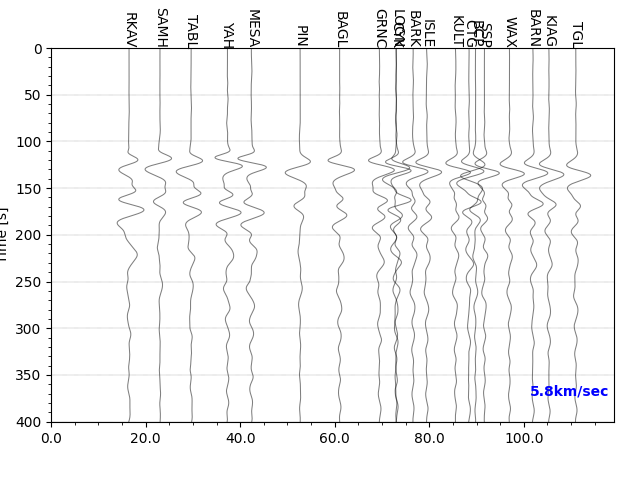 RKAV
SAMH
TABL
YAH
MESA
PIN
BAGL
GRNC
BARK
ISLE
KULT
CTG
SSP
WAX
BARN
KIAG
TGL
0
50
100
150
200
250
300
350
400
5.8km/sec
0.0 20.0 40.0 60.0 80.0 100.0